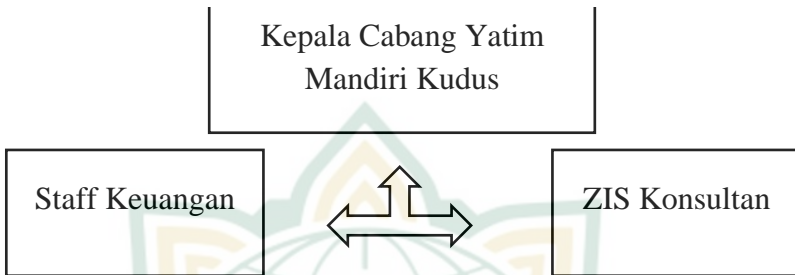 Kepala Cabang Yatim
Mandiri Kudus
Staff Keuangan
ZIS Konsultan